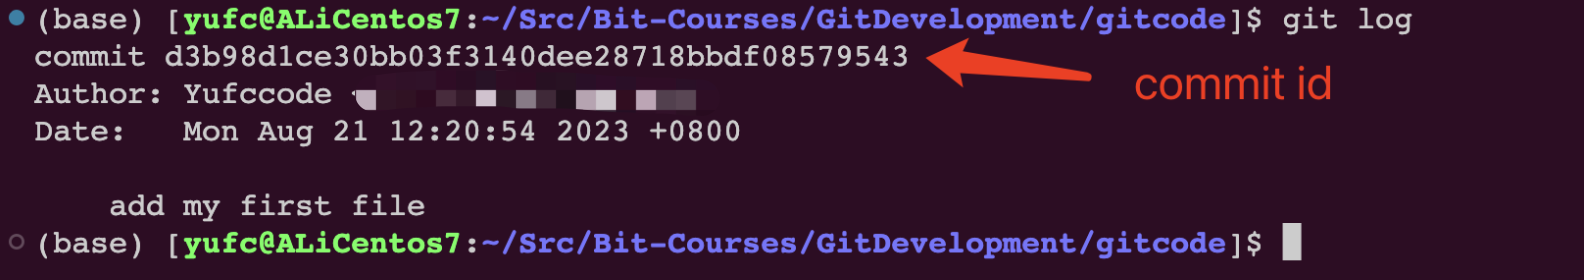 (base) [yufc@ALiCentos7:~/Src/Bit-Courses/GitDevelopment/gitcode]$ git log
commit d3b98d1ce30bb03f3140dee28718bbdf08579543
commit id
Author: Yufccode
Date:   Mon Aug 21 12:20:54 2023 +0800
add my first file
(base) [yufc@ALiCentos7:~/Src/Bit-Courses/GitDevelopment/gitcode]$